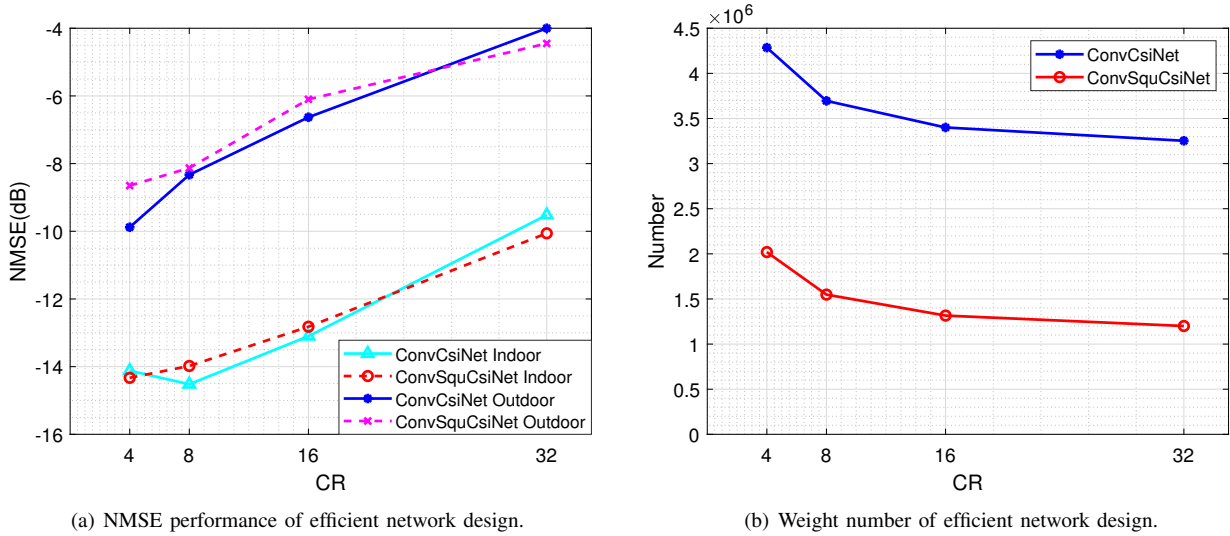 -4
-6
-8
-10
-12
-14
-16
NMSE(dB)
4
8
16
32
CR
ConvCsiNet Indoor
ConvSquCsiNet Indoor
ConvCsiNet Outdoor
ConvSquCsiNet Outdoor
(a) NMSE performance of efficient network design.
×10⁶
4.5
4
3.5
3
2.5
2
1.5
1
0.5
0
Number
4
8
16
32
CR
ConvCsiNet
ConvSquCsiNet
(b) Weight number of efficient network design.